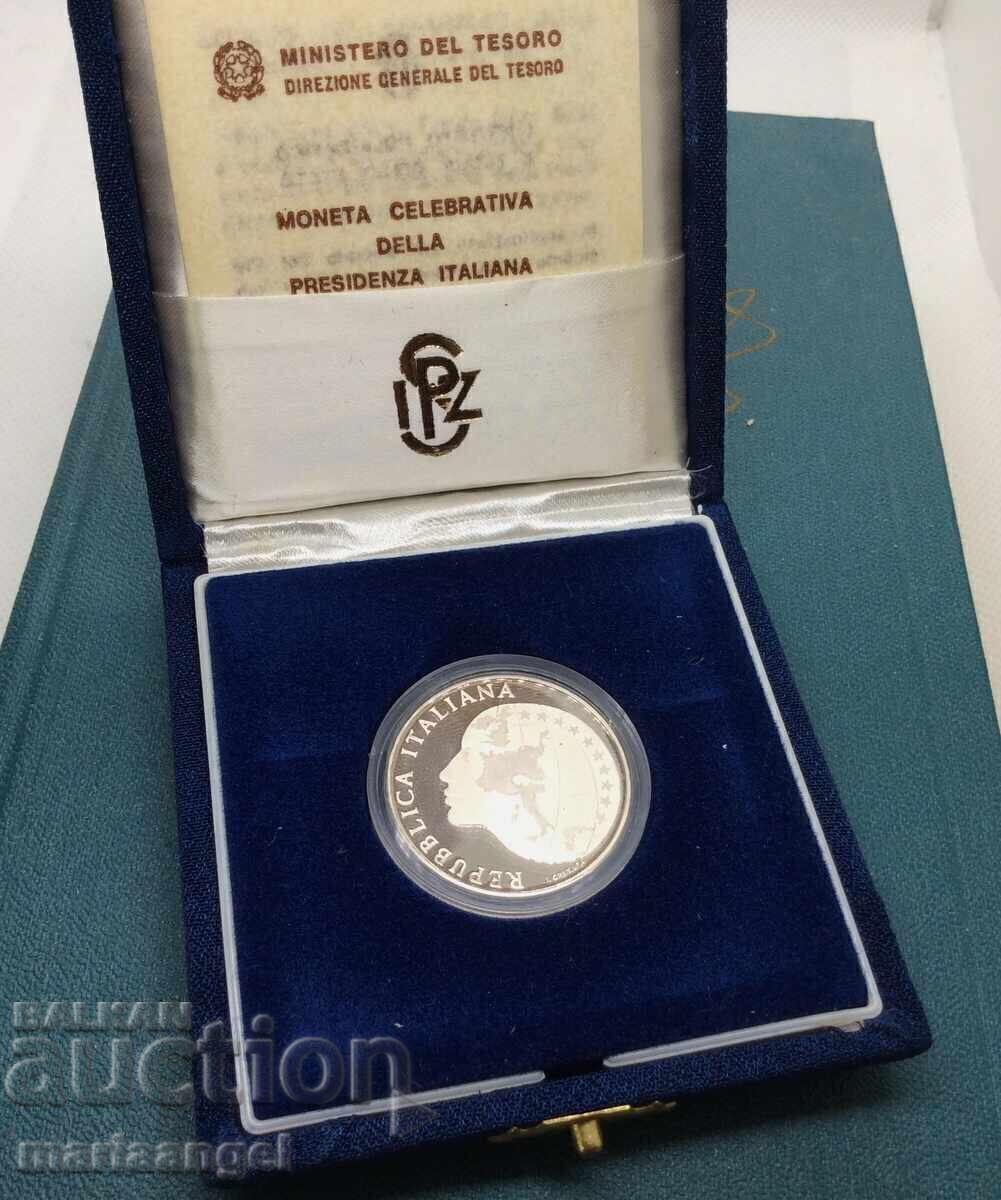 MINISTERO DEL TESORO
DIREZIONE GENERALE DEL TESORO
MONETA CELEBRATIVA
DELLA
PRESIDENZA ITALIANA
IPZS
REPUBBLICA ITALIANA
BALKAN
auction
mariaangel